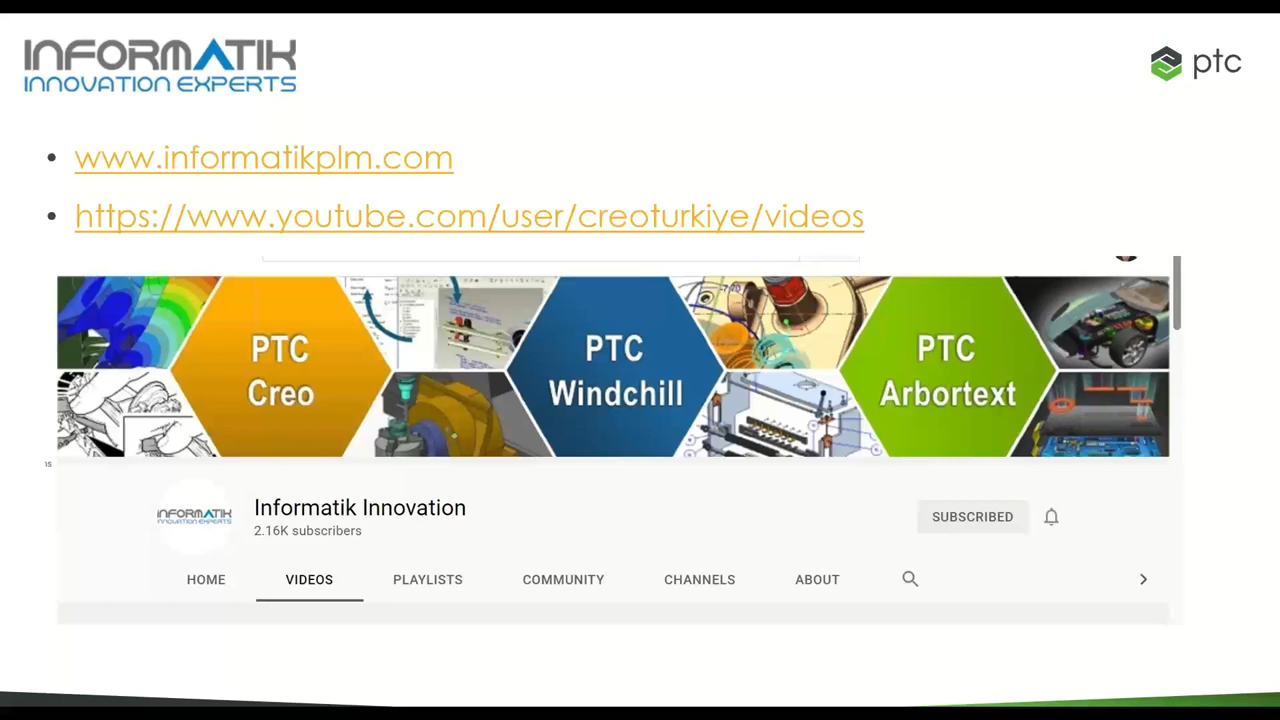 INFORMATIK
INNOVATION EXPERTS
ptc
• www.informatikplm.com
• https://www.youtube.com/user/creoturkiye/videos
PTC
Creo
PTC
Windchill
PTC
Arbortext
ns
INFORMATIK
INNOVATION EXPERTS
Informatik Innovation
2.16K subscribers
SUBSCRIBED
HOME VIDEOS PLAYLISTS COMMUNITY CHANNELS ABOUT